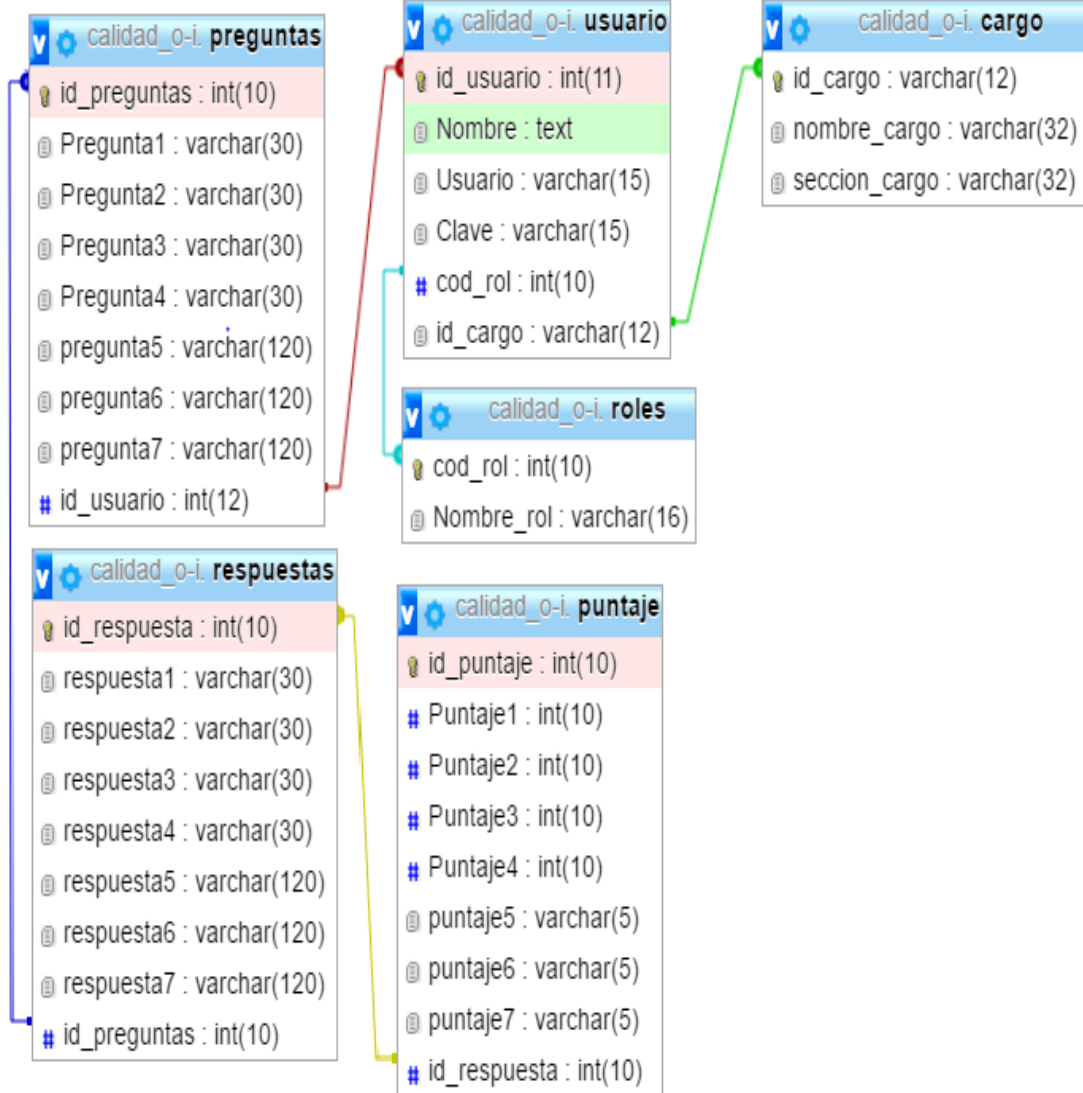 calidad_o-i. preguntas
id_preguntas : int(10)
Pregunta1 : varchar(30)
Pregunta2 : varchar(30)
Pregunta3 : varchar(30)
Pregunta4 : varchar(30)
pregunta5 : varchar(120)
pregunta6 : varchar(120)
pregunta7 : varchar(120)
# id_usuario : int(12)
calidad_o-i. usuario
id_usuario : int(11)
Nombre : text
Usuario : varchar(15)
Clave : varchar(15)
# cod_rol : int(10)
id_cargo : varchar(12)
calidad_o-i. cargo
id_cargo : varchar(12)
nombre_cargo : varchar(32)
seccion_cargo : varchar(32)
calidad_o-i. roles
cod_rol : int(10)
Nombre_rol : varchar(16)
calidad_o-i. respuestas
id_respuesta : int(10)
respuesta1 : varchar(30)
respuesta2 : varchar(30)
respuesta3 : varchar(30)
respuesta4 : varchar(30)
respuesta5 : varchar(120)
respuesta6 : varchar(120)
respuesta7 : varchar(120)
# id_preguntas : int(10)
calidad_o-i. puntaje
id_puntaje : int(10)
# Puntaje1 : int(10)
# Puntaje2 : int(10)
# Puntaje3 : int(10)
# Puntaje4 : int(10)
puntaje5 : varchar(5)
puntaje6 : varchar(5)
puntaje7 : varchar(5)
# id_respuesta : int(10)